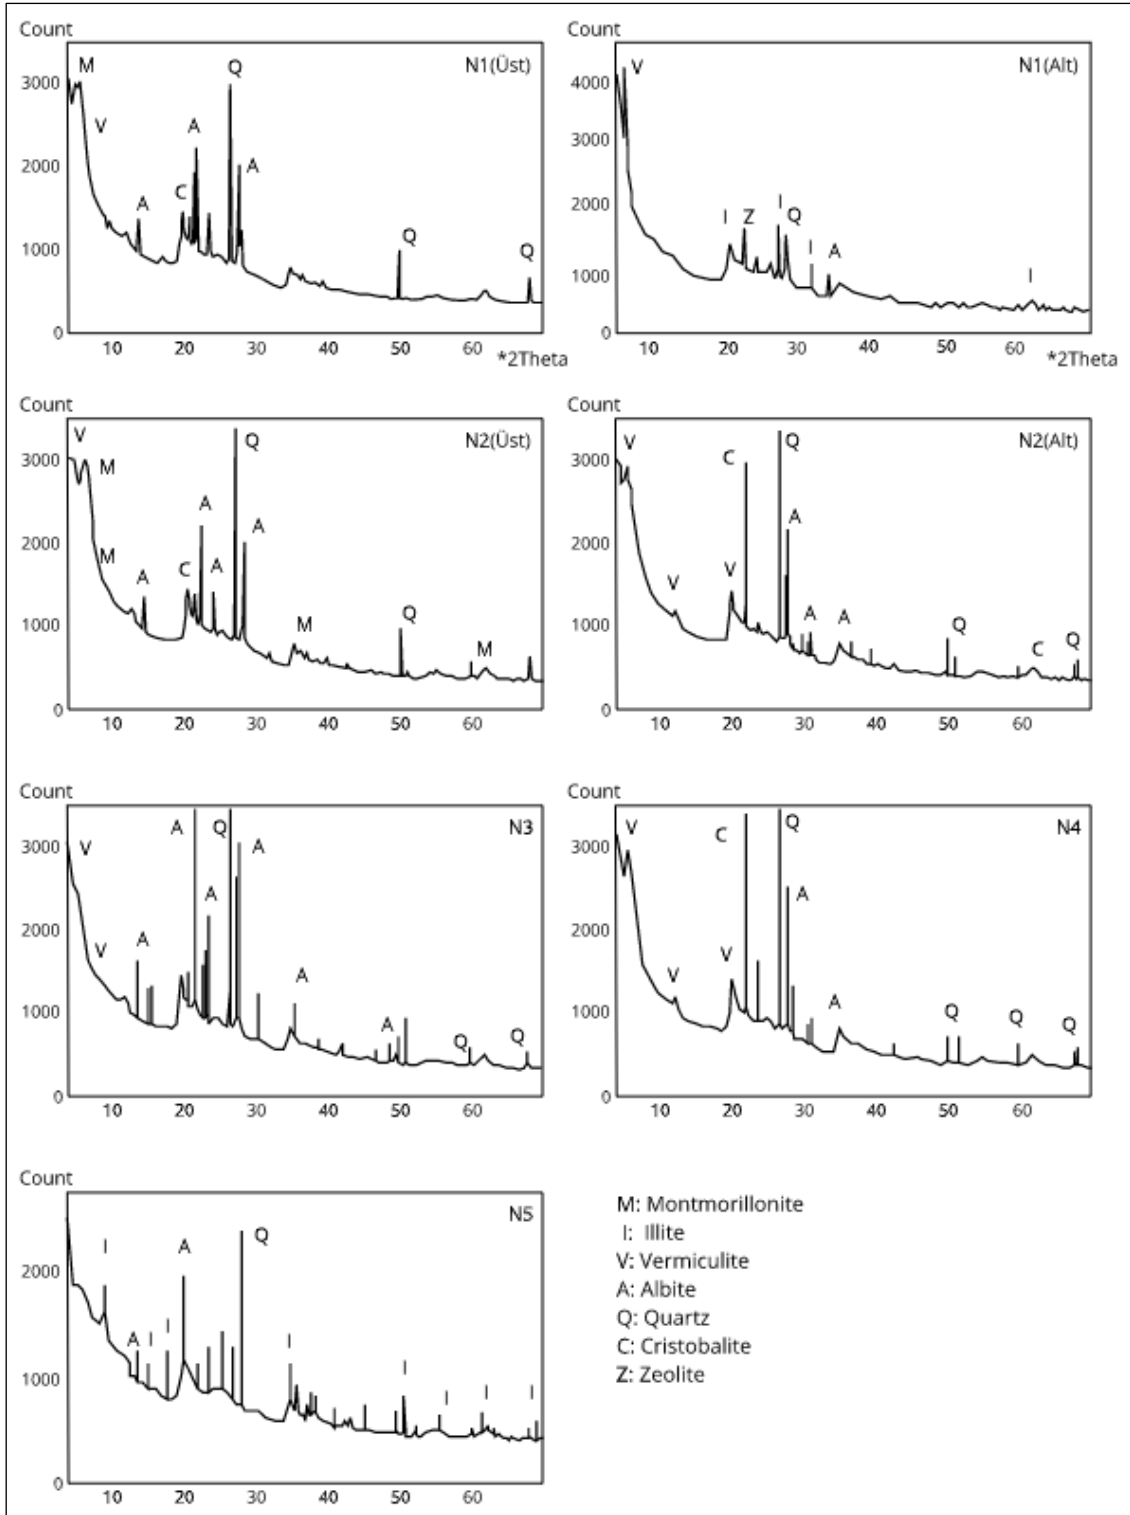 Count
N1(Üst)
M
Q
3000
V
A
2000
A
C
A
1000
Q
Q
0
10 20 30 40 50 60
*2Theta
Count
N1(Alt)
V
4000
3000
2000
I
I
Z
Q
I
A
1000
I
0
10 20 30 40 50 60
*2Theta
Count
N2(Üst)
V
Q
3000
M
A
A
2000
M
A
C
A
1000
M
Q
M
0
10 20 30 40 50 60
Count
N2(Alt)
V
Q
3000
C
A
2000
V
V
A
A
1000
Q
C
Q
0
10 20 30 40 50 60
Count
N3
A
Q
A
3000
V
A
2000
A
V
A
1000
A
Q
Q
0
10 20 30 40 50 60
Count
N4
V
C
Q
3000
A
2000
V
V
A
1000
Q
Q
Q
0
10 20 30 40 50 60
Count
N5
I
A
Q
2000
A
I
I
I
1000
I
I
I
I
0
10 20 30 40 50 60
M: Montmorillonite
I: Illite
V: Vermiculite
A: Albite
Q: Quartz
C: Cristobalite
Z: Zeolite